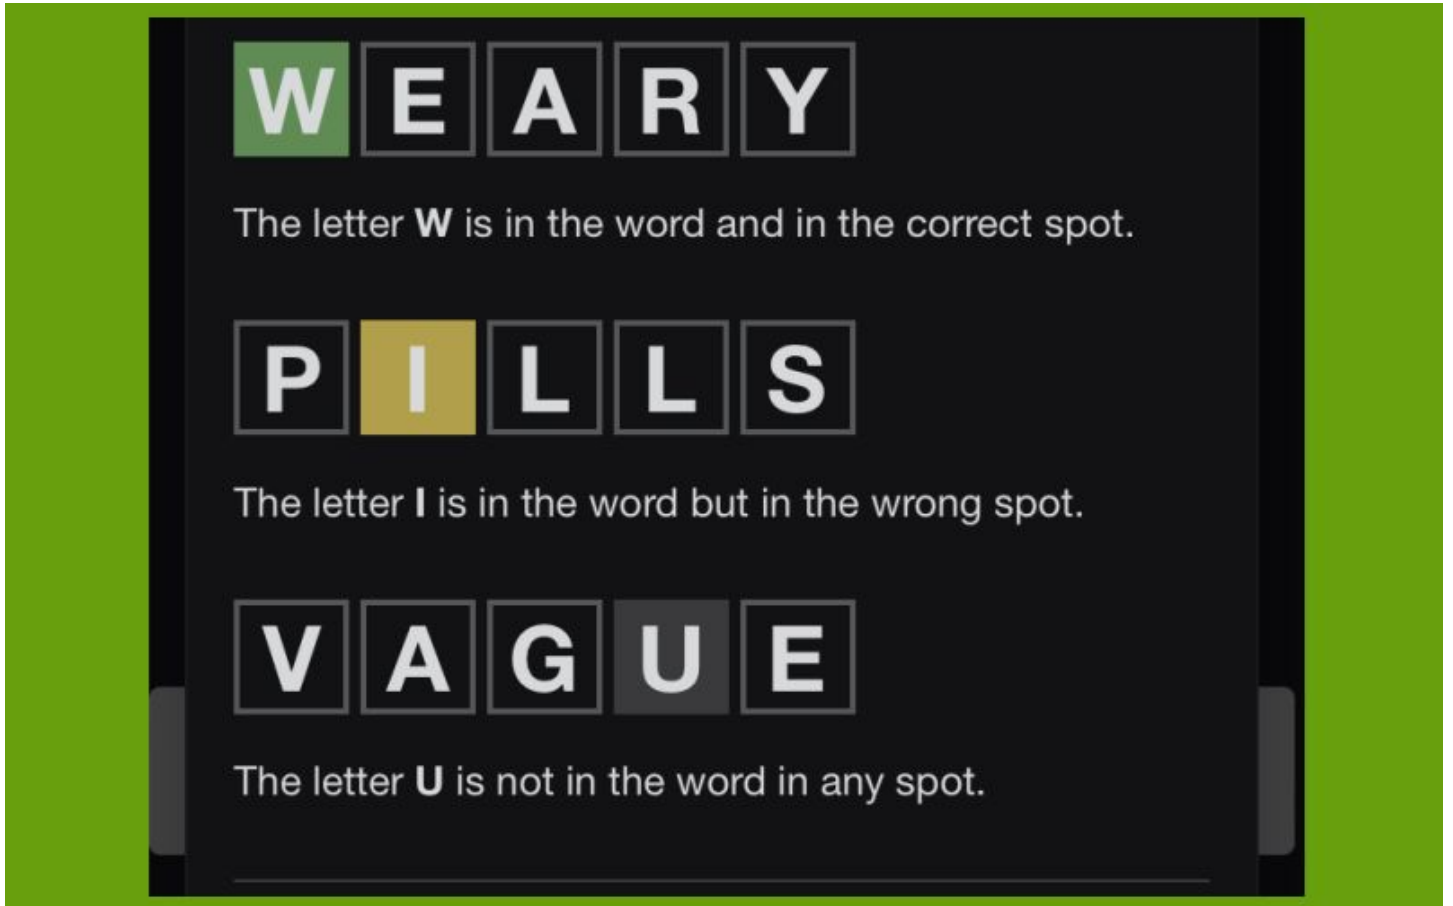 WEARY
The letter W is in the word and in the correct spot.
PILLS
The letter I is in the word but in the wrong spot.
VAGUE
The letter U is not in the word in any spot.